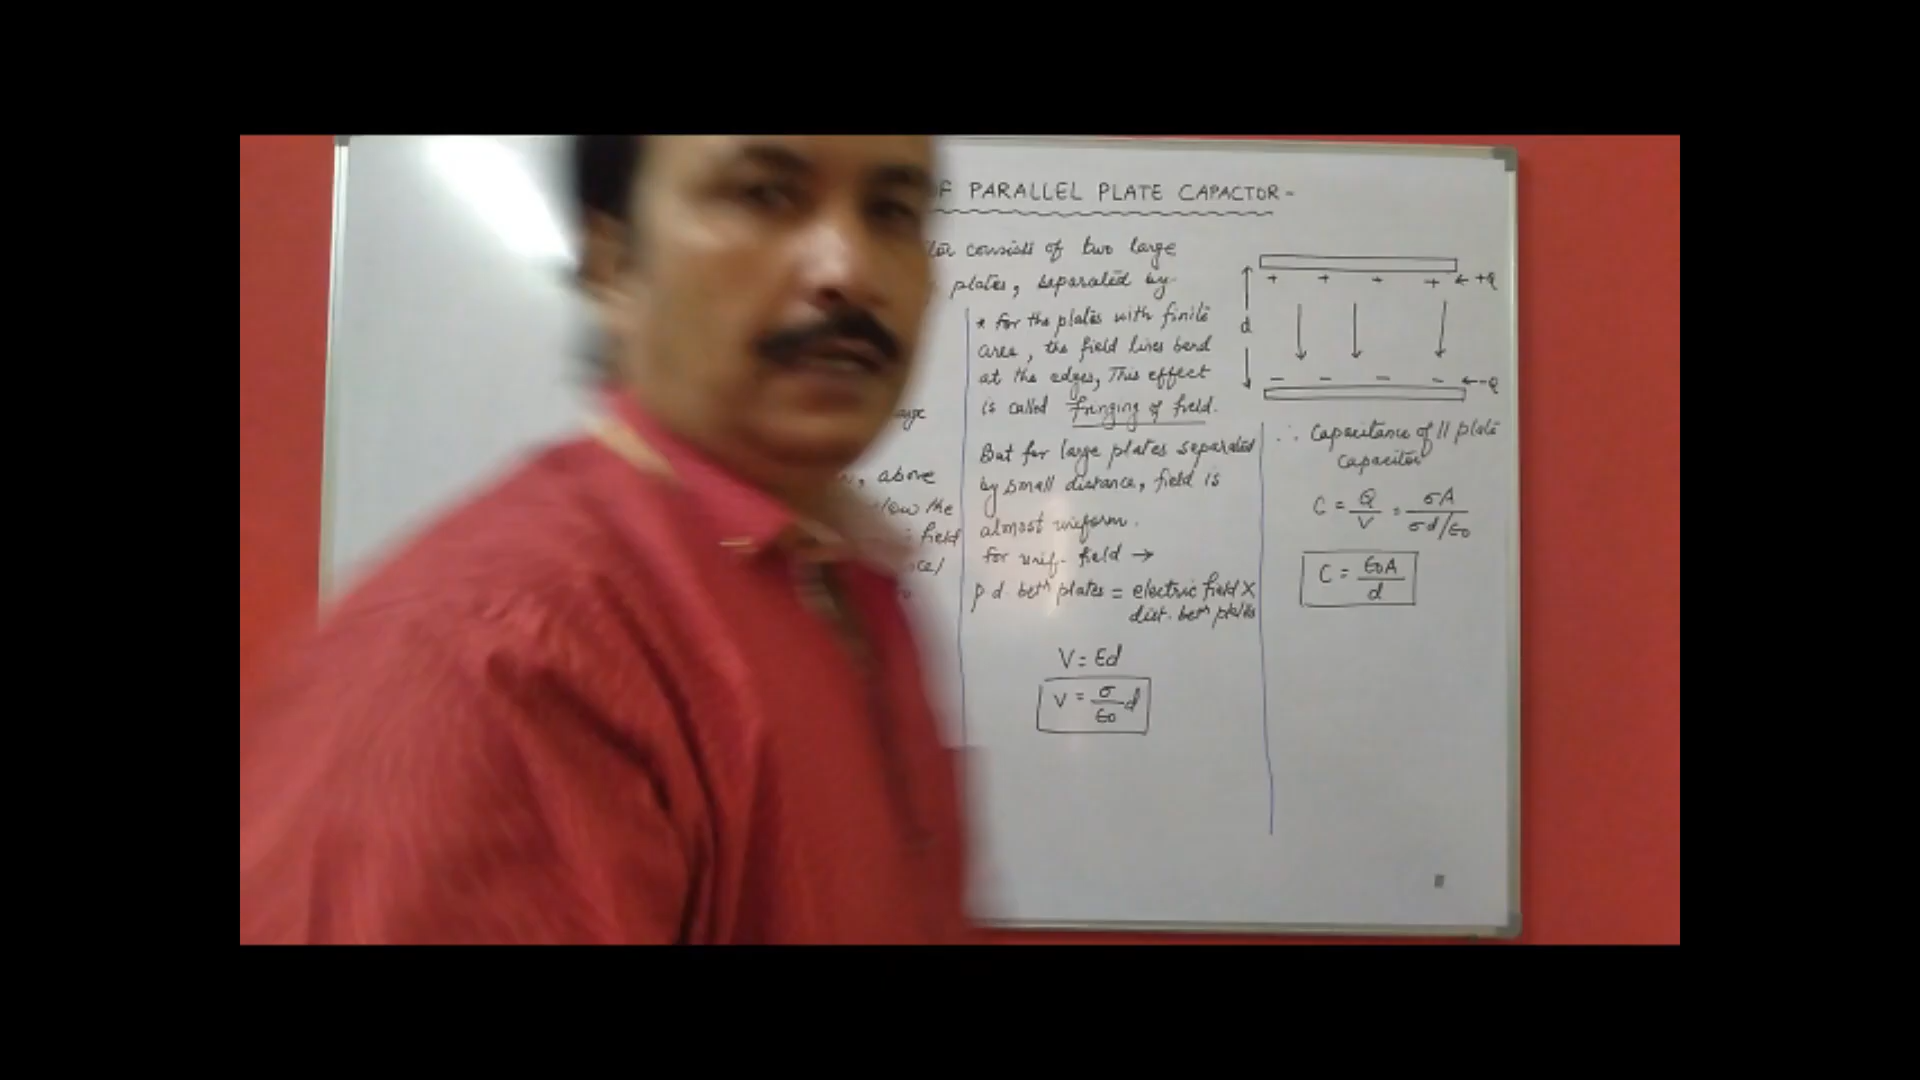 OF PARALLEL PLATE CAPACTOR-
consists of two large
plates, separated by
above
low the
field
* for the plates with finite
area, the field lines bend
at the edges, This effect
is called fringing of field.
But for large plates separated
by small distance, field is
almost uniform.
for unif. field →
p.d. betn plates = electric field X
dist. betn plates
V = Ed
V = σ/ε0 d
+ + + + ← +Q
d
- - - - ← -Q
∴ Capacitance of || plate
Capacitor
C = Q/V = σA/σd/ε0
C = ε0A/d